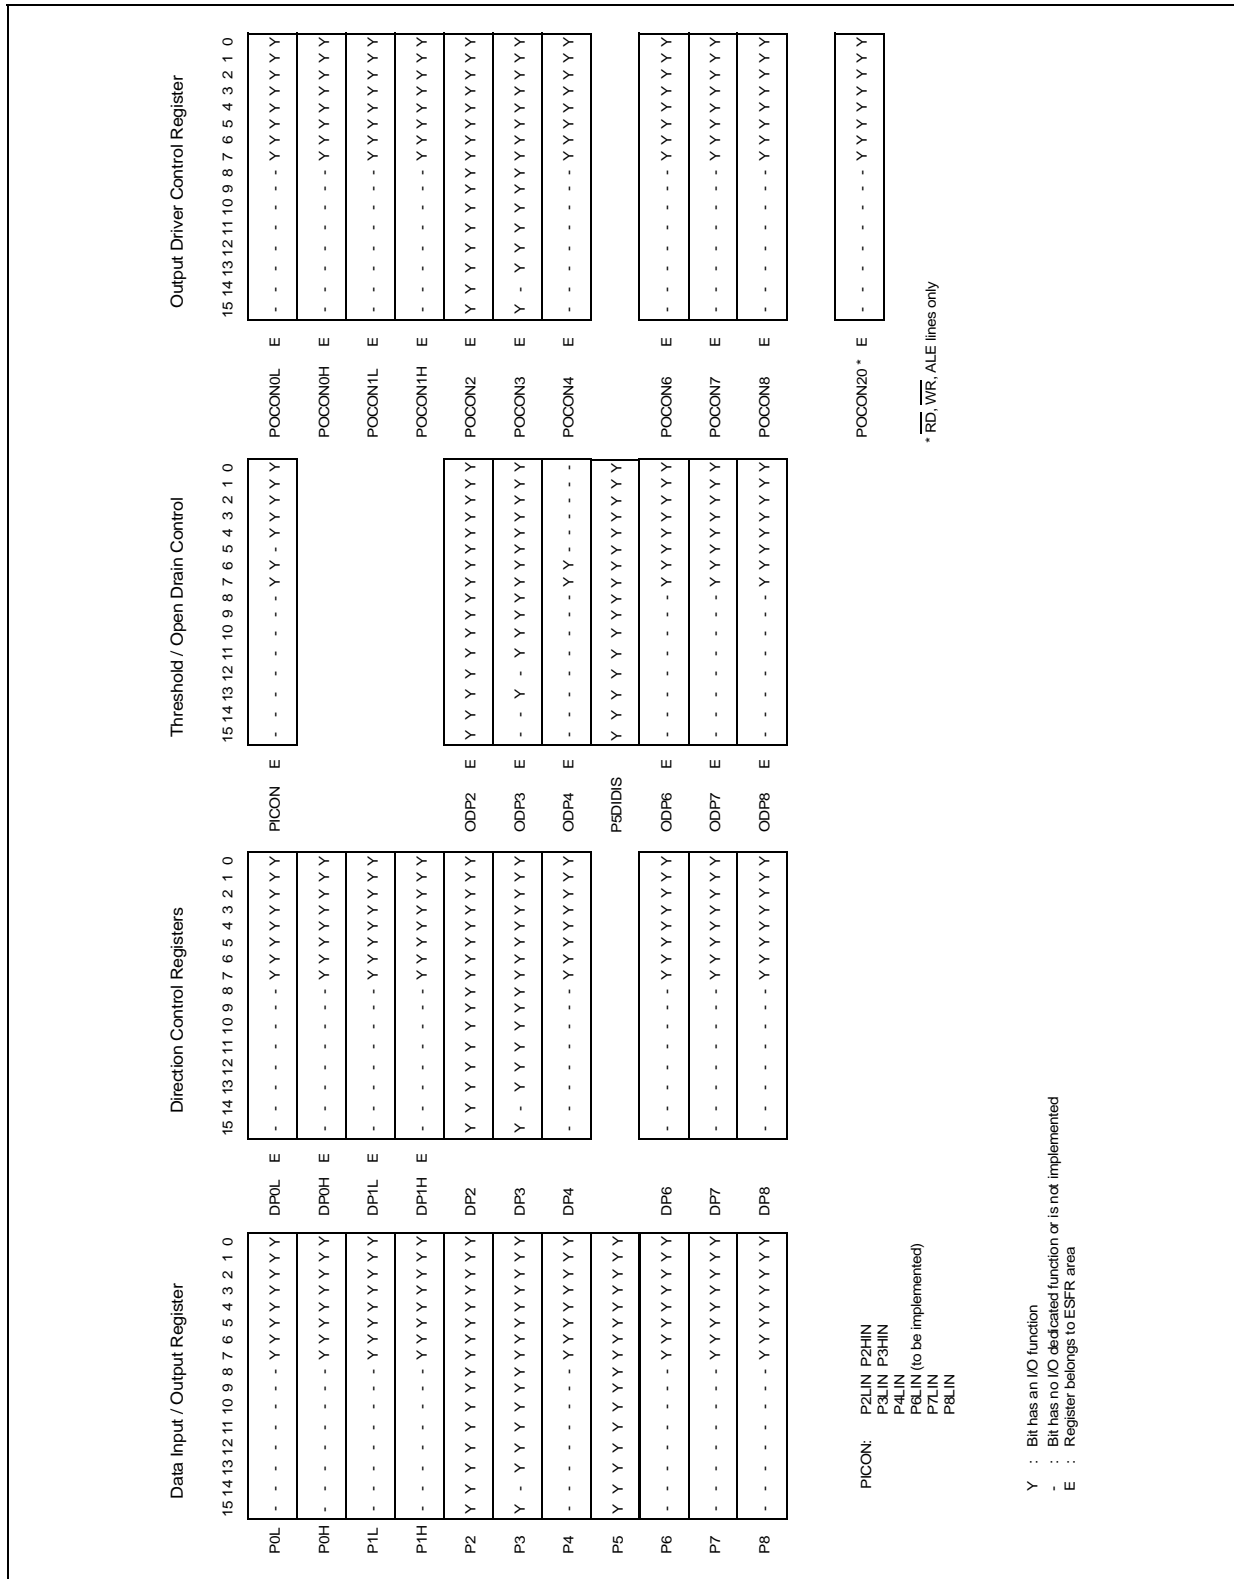 Data Input / Output Register Direction Control Registers Threshold / Open Drain Control Output Driver Control Register
15 14 13 12 11 10 9 8 7 6 5 4 3 2 1 0 15 14 13 12 11 10 9 8 7 6 5 4 3 2 1 0 15 14 13 12 11 10 9 8 7 6 5 4 3 2 1 0 15 14 13 12 11 10 9 8 7 6 5 4 3 2 1 0
P0L - - - - - - - - Y Y Y Y Y Y Y Y DP0L E - - - - - - - - Y Y Y Y Y Y Y Y PICON E - - - - - - - - Y Y - Y Y Y Y Y POCON0L E - - - - - - - - Y Y Y Y Y Y Y Y
P0H - - - - - - - - Y Y Y Y Y Y Y Y DP0H E - - - - - - - - Y Y Y Y Y Y Y Y POCON0H E - - - - - - - - Y Y Y Y Y Y Y Y
P1L - - - - - - - - Y Y Y Y Y Y Y Y DP1L E - - - - - - - - Y Y Y Y Y Y Y Y POCON1L E - - - - - - - - Y Y Y Y Y Y Y Y
P1H - - - - - - - - Y Y Y Y Y Y Y Y DP1H E - - - - - - - - Y Y Y Y Y Y Y Y POCON1H E - - - - - - - - Y Y Y Y Y Y Y Y
P2 Y Y Y Y Y Y Y Y Y Y Y Y Y Y Y Y DP2 Y Y Y Y Y Y Y Y Y Y Y Y Y Y Y Y ODP2 E Y Y Y Y Y Y Y Y Y Y Y Y Y Y Y Y POCON2 E Y Y Y Y Y Y Y Y Y Y Y Y Y Y Y Y
P3 Y - Y Y Y Y Y Y Y Y Y Y Y Y Y Y DP3 Y - Y Y Y Y Y Y Y Y Y Y Y Y Y Y ODP3 E - - Y - Y Y Y Y Y Y Y Y Y Y Y Y POCON3 E Y - Y Y Y Y Y Y Y Y Y Y Y Y Y Y
P4 - - - - - - - - Y Y Y Y Y Y Y Y DP4 - - - - - - - - Y Y Y Y Y Y Y Y ODP4 E - - - - - - - - Y Y - - - - - - POCON4 E - - - - - - - - Y Y Y Y Y Y Y Y
P5 Y Y Y Y Y Y Y Y Y Y Y Y Y Y Y Y P5DIDIS Y Y Y Y Y Y Y Y Y Y Y Y Y Y Y Y
P6 - - - - - - - - Y Y Y Y Y Y Y Y DP6 - - - - - - - - Y Y Y Y Y Y Y Y ODP6 E - - - - - - - - Y Y Y Y Y Y Y Y POCON6 E - - - - - - - - Y Y Y Y Y Y Y Y
P7 - - - - - - - - Y Y Y Y Y Y Y Y DP7 - - - - - - - - Y Y Y Y Y Y Y Y ODP7 E - - - - - - - - Y Y Y Y Y Y Y Y POCON7 E - - - - - - - - Y Y Y Y Y Y Y Y
P8 - - - - - - - - Y Y Y Y Y Y Y Y DP8 - - - - - - - - Y Y Y Y Y Y Y Y ODP8 E - - - - - - - - Y Y Y Y Y Y Y Y POCON8 E - - - - - - - - Y Y Y Y Y Y Y Y
PICON: P2LIN P2HIN
P3LIN P3HIN
P4LIN
P6LIN (to be implemented)
P7LIN
P8LIN
POCON20 * E - - - - - - - - Y Y Y Y Y Y Y Y
* RD, WR, ALE lines only
Y : Bit has an I/O function
- : Bit has no I/O dedicated function or is not implemented
E : Register belongs to ESFR area